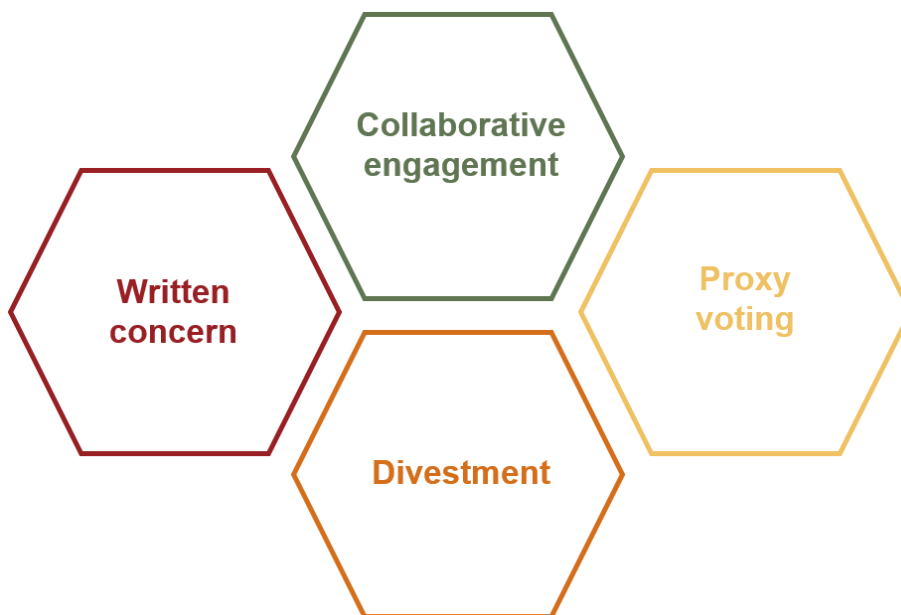 Collaborative
engagement
Written
concern
Proxy
voting
Divestment